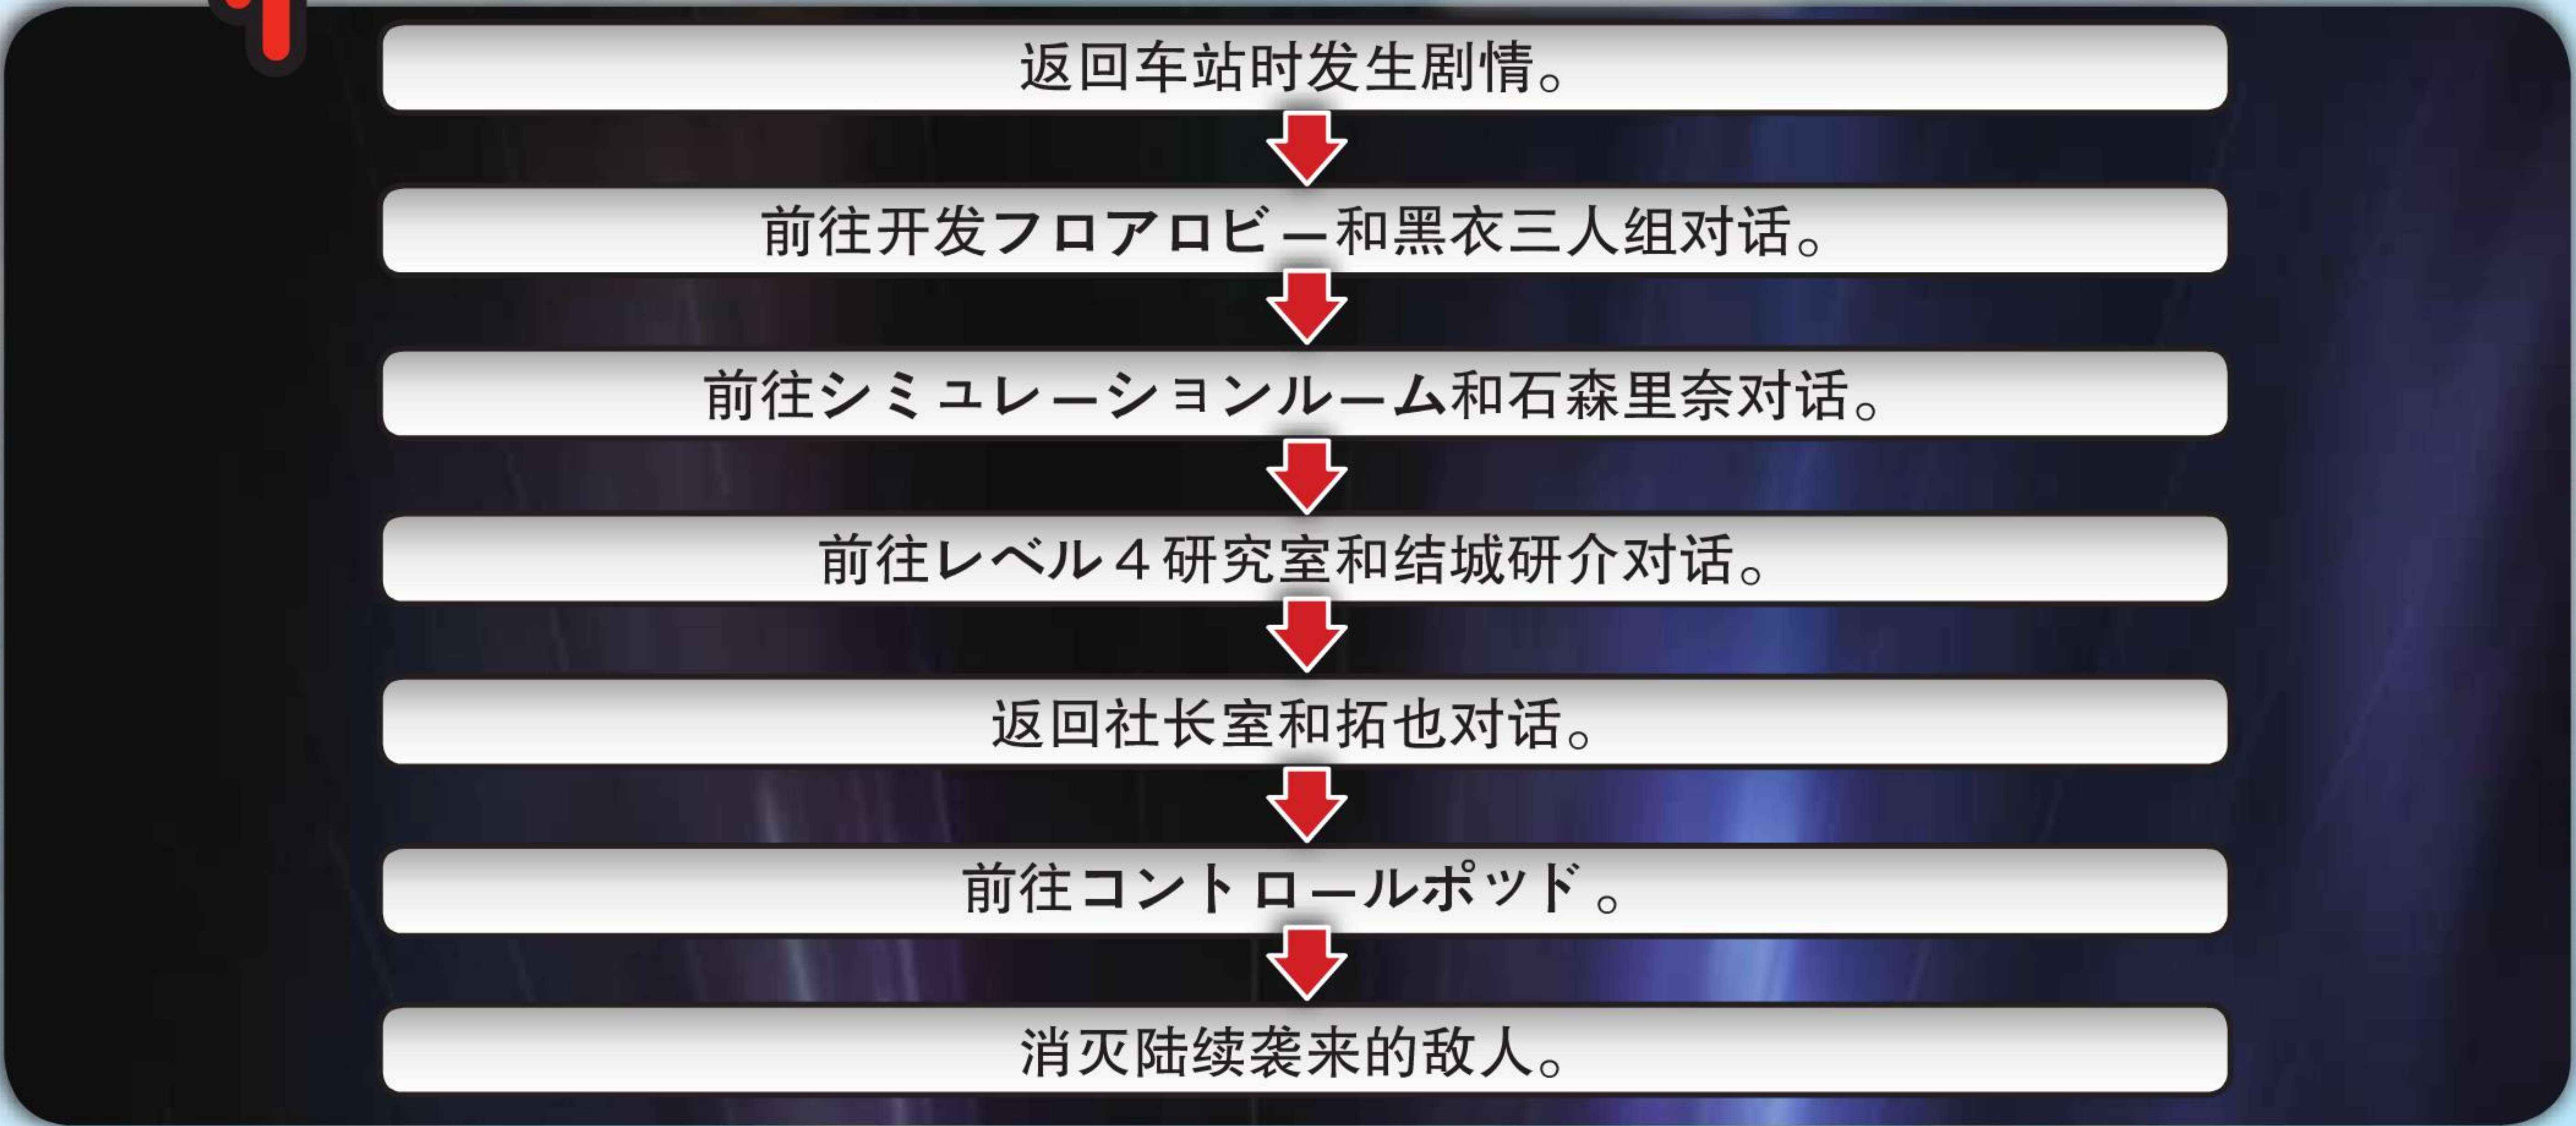 返回车站时发生剧情。
前往开发フロアロビー和黑衣三人组对话。
前往シミュレーションルーム和石森里奈对话。
前往レベル4研究室和结城研介对话。
返回社长室和拓也对话。
前往コントロールポッド。
消灭陆续袭来的敌人。